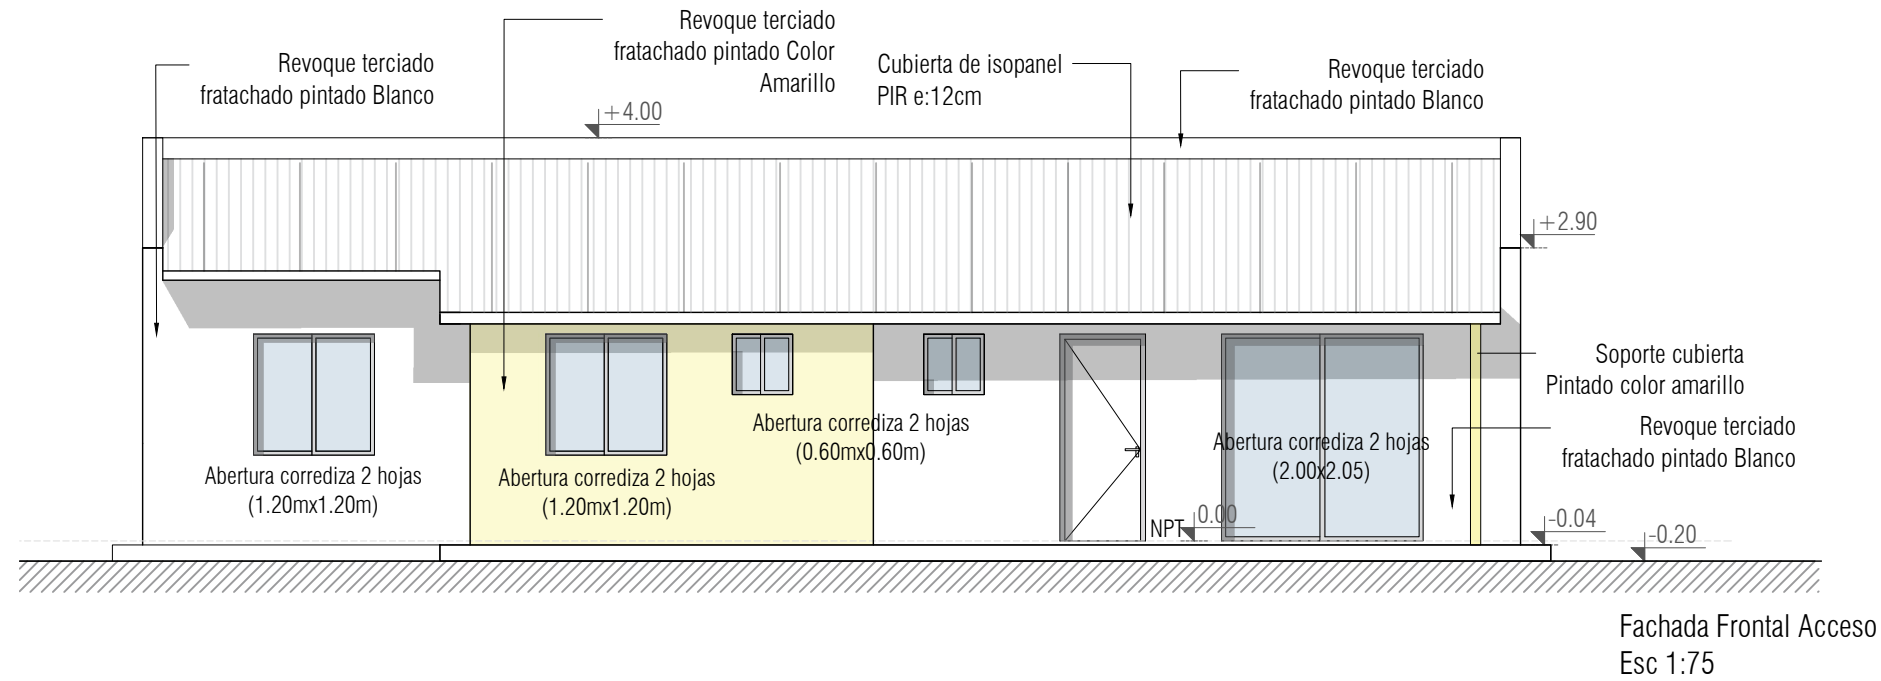 Revoque terciado
fratachado pintado Color
Amarillo
Revoque terciado
fratachado pintado Blanco
Cubierta de isopanel
PIR e:12cm
Revoque terciado
fratachado pintado Blanco
+4.00
+2.90
Soporte cubierta
Pintado color amarillo
Revoque terciado
fratachado pintado Blanco
Abertura corrediza 2 hojas
(0.60mx0.60m)
Abertura corrediza 2 hojas
(2.00x2.05)
Abertura corrediza 2 hojas
(1.20mx1.20m)
Abertura corrediza 2 hojas
(1.20mx1.20m)
NPT 0.00
-0.04
-0.20
Fachada Frontal Acceso
Esc 1:75